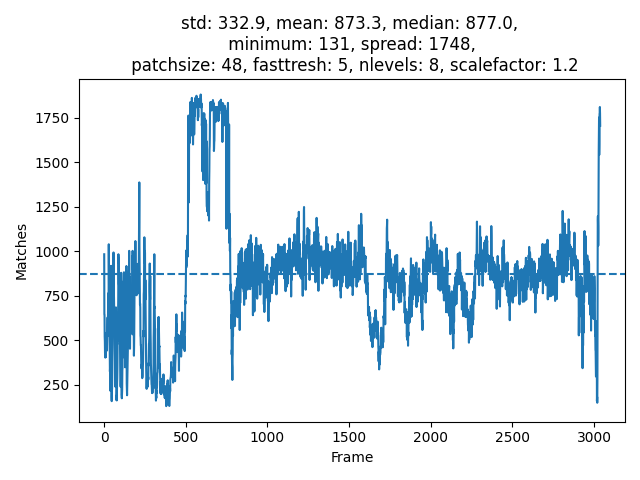 std: 332.9, mean: 873.3, median: 877.0,
minimum: 131, spread: 1748,
patchsize: 48, fasttresh: 5, nlevels: 8, scalefactor: 1.2
1750
1500
1250
1000
750
500
250
Matches
0
500
1000
1500
2000
2500
3000
Frame